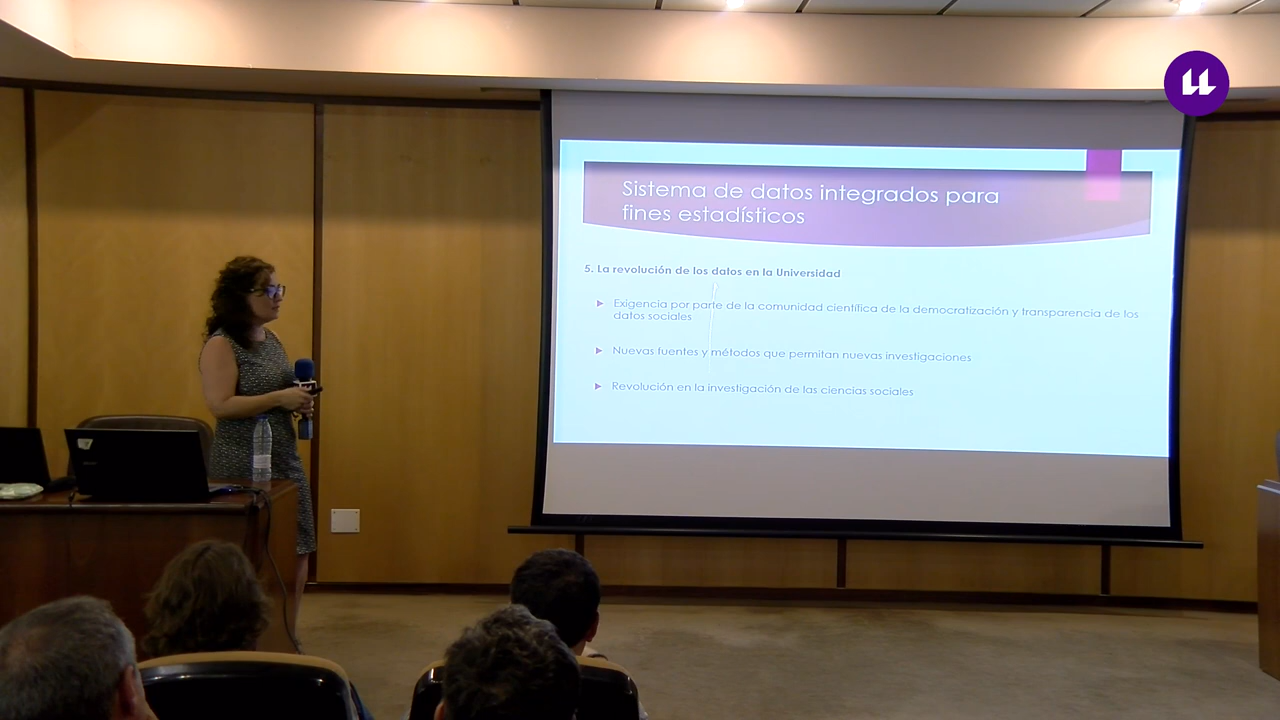 Sistema de datos integrados para
fines estadísticos
5. La revolución de los datos en la Universidad
Exigencia por parte de la comunidad científica de la democratización y transparencia de los
datos sociales
Nuevas fuentes y métodos que permitan nuevas investigaciones
Revolución en la investigación de las ciencias sociales